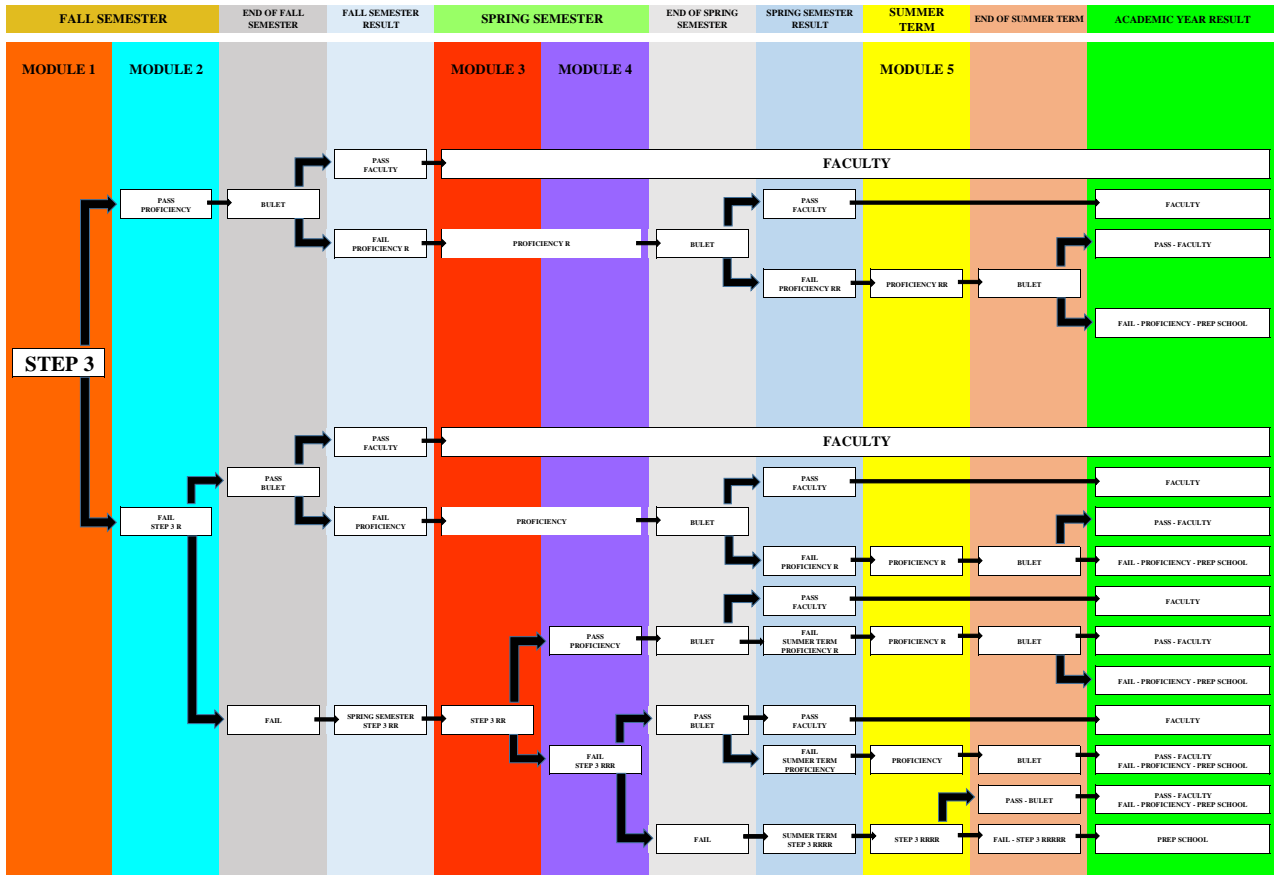 FALL SEMESTER
END OF FALL
SEMESTER
FALL SEMESTER
RESULT
SPRING SEMESTER
END OF SPRING
SEMESTER
SPRING SEMESTER
RESULT
SUMMER
TERM
END OF SUMMER TERM
ACADEMIC YEAR RESULT
MODULE 1
MODULE 2
MODULE 3
MODULE 4
MODULE 5
PASS
FACULTY
FACULTY
PASS
PROFICIENCY
BULET
PASS
FACULTY
FACULTY
FAIL
PROFICIENCY R
PROFICIENCY R
BULET
PASS - FACULTY
FAIL
PROFICIENCY RR
PROFICIENCY RR
BULET
FAIL - PROFICIENCY - PREP SCHOOL
STEP 3
PASS
FACULTY
FACULTY
PASS
BULET
PASS
FACULTY
FACULTY
FAIL
STEP 3 R
FAIL
PROFICIENCY
PROFICIENCY
BULET
PASS - FACULTY
FAIL
PROFICIENCY R
PROFICIENCY R
BULET
FAIL - PROFICIENCY - PREP SCHOOL
PASS
FACULTY
FACULTY
PASS
PROFICIENCY
BULET
FAIL
SUMMER TERM
PROFICIENCY R
PROFICIENCY R
BULET
PASS - FACULTY
FAIL - PROFICIENCY - PREP SCHOOL
FAIL
SPRING SEMESTER
STEP 3 RR
STEP 3 RR
PASS
BULET
PASS
FACULTY
FACULTY
FAIL
STEP 3 RRR
FAIL
SUMMER TERM
PROFICIENCY
PROFICIENCY
BULET
PASS - FACULTY
FAIL - PROFICIENCY - PREP SCHOOL
PASS - BULET
PASS - FACULTY
FAIL - PROFICIENCY - PREP SCHOOL
FAIL
SUMMER TERM
STEP 3 RRRR
STEP 3 RRRR
FAIL - STEP 3 RRRRR
PREP SCHOOL